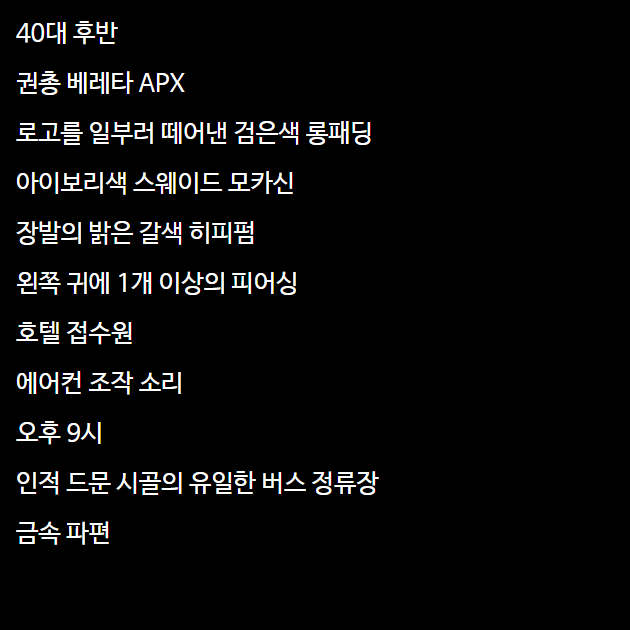 40대 후반
권총 베레타 APX
로고를 일부러 떼어낸 검은색 롱패딩
아이보리색 스웨이드 모카신
장발의 밝은 갈색 히피펌
왼쪽 귀에 1개 이상의 피어싱
호텔 접수원
에어컨 조작 소리
오후 9시
인적 드문 시골의 유일한 버스 정류장
금속 파편